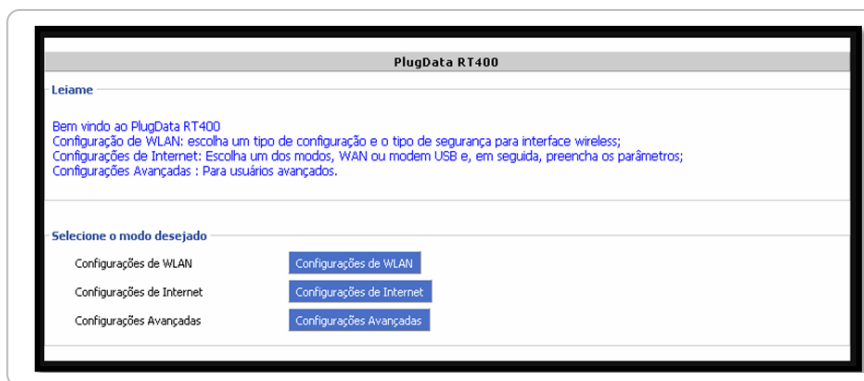 PlugData RT400
Leiame
Bem vindo ao PlugData RT400
Configuração de WLAN: escolha um tipo de configuração e o tipo de segurança para interface wireless;
Configurações de Internet: Escolha um dos modos, WAN ou modem USB e, em seguida, preencha os parâmetros;
Configurações Avançadas : Para usuários avançados.
Selecione o modo desejado
Configurações de WLAN Configurações de WLAN
Configurações de Internet Configurações de Internet
Configurações Avançadas Configurações Avançadas